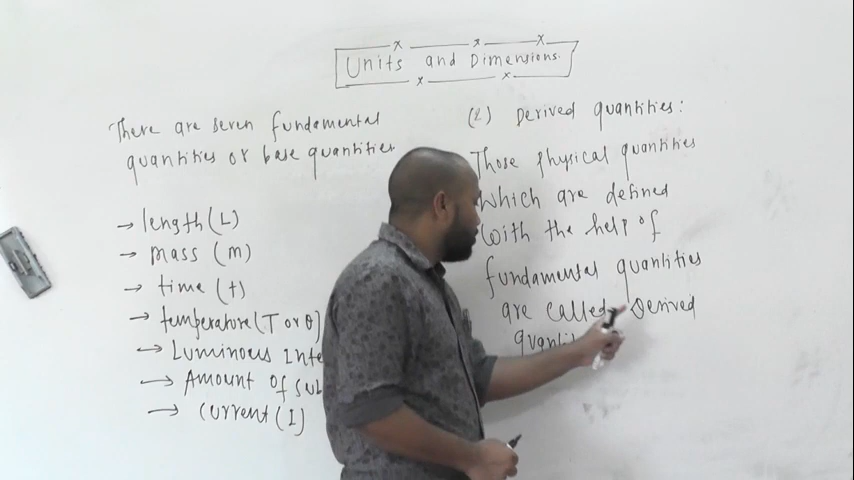 Units and Dimensions.
There are seven fundamental
quantities or base quantities
→ length (L)
→ mass (m)
→ time (t)
→ temperature (T or θ)
→ Luminous
→ Amount of
→ current (I)
(2) Derived quantities:
Those physical quantities
which are defined
with the help of
fundamental quantities
are called Derived